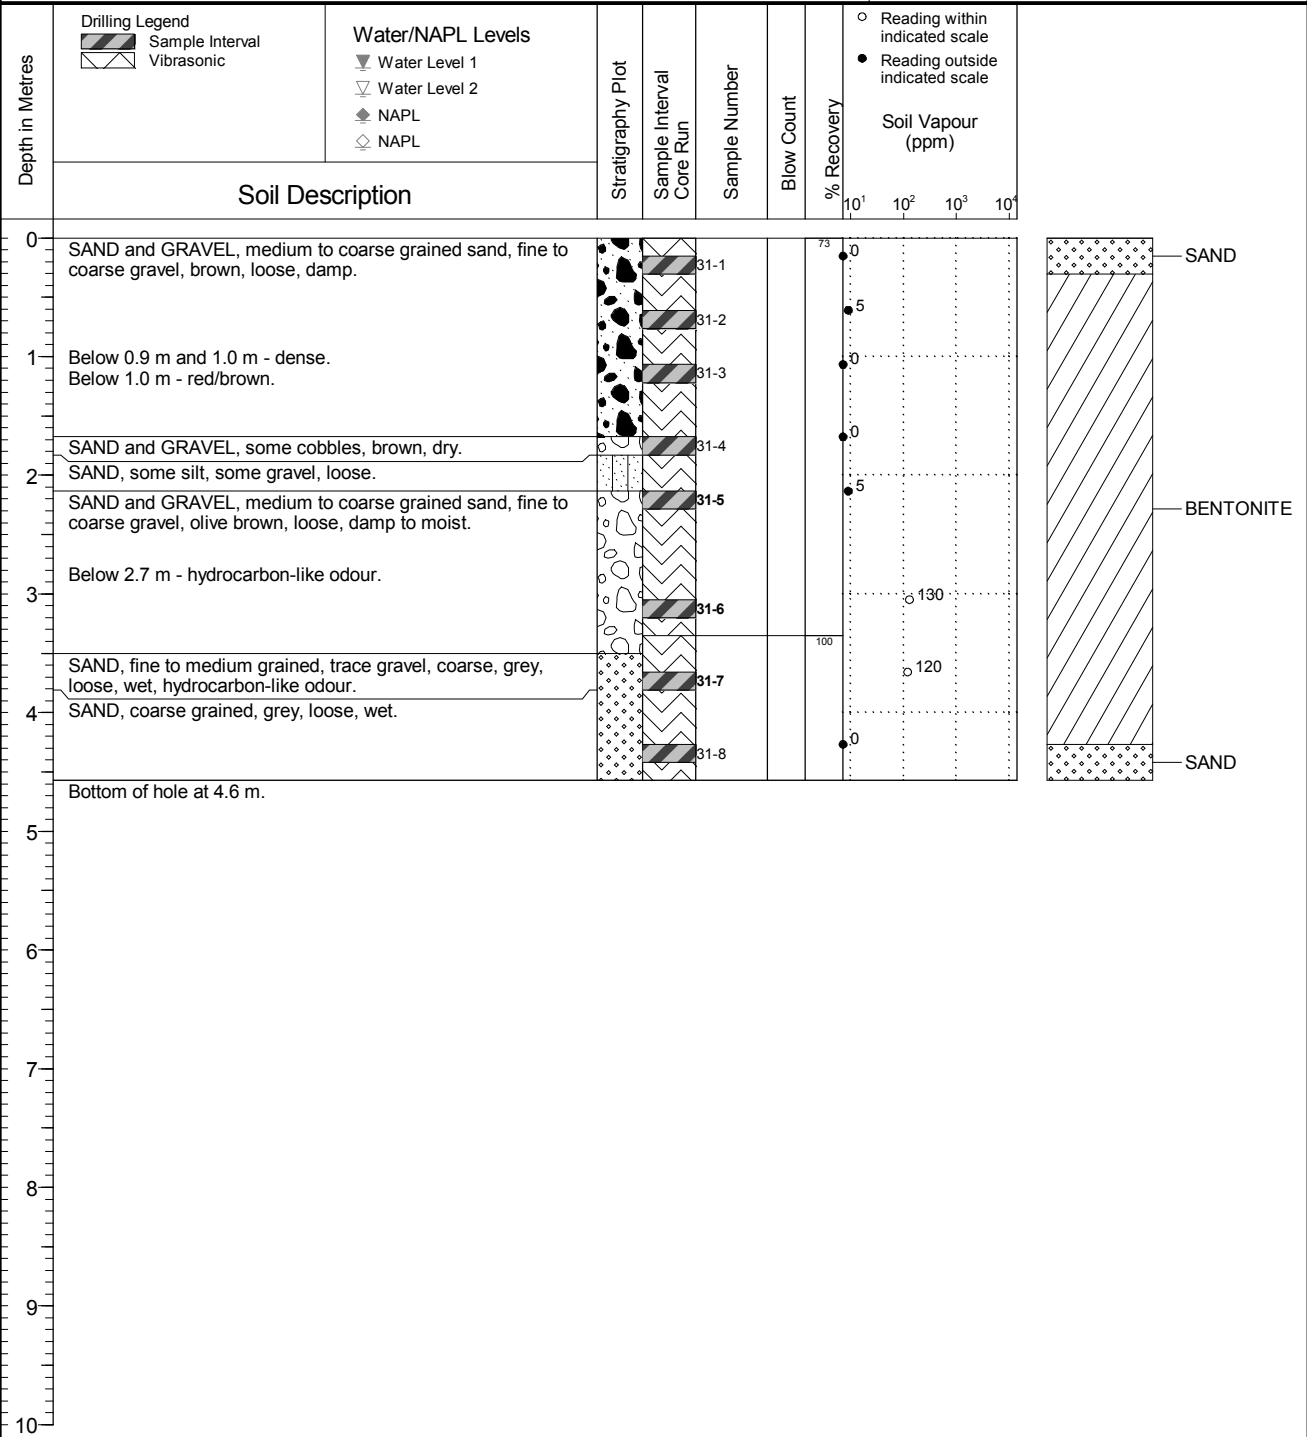 Drilling Legend
Sample Interval
Vibrasonic
Water/NAPL Levels
Water Level 1
Water Level 2
NAPL
NAPL
Depth in Metres
Soil Description
Stratigraphy Plot
Sample Interval
Core Run
Sample Number
Blow Count
% Recovery
Reading within
indicated scale
Reading outside
indicated scale
Soil Vapour
(ppm)
10¹ 10² 10³ 10⁴
0
SAND and GRAVEL, medium to coarse grained sand, fine to
coarse gravel, brown, loose, damp.
73
0
SAND
31-1
5
31-2
Below 0.9 m and 1.0 m - dense.
1
0
Below 1.0 m - red/brown.
31-3
0
SAND and GRAVEL, some cobbles, brown, dry.
31-4
2
SAND, some silt, some gravel, loose.
5
SAND and GRAVEL, medium to coarse grained sand, fine to
coarse gravel, olive brown, loose, damp to moist.
31-5
BENTONITE
Below 2.7 m - hydrocarbon-like odour.
3
130
31-6
100
SAND, fine to medium grained, trace gravel, coarse, grey,
loose, wet, hydrocarbon-like odour.
120
31-7
4
SAND, coarse grained, grey, loose, wet.
0
31-8
SAND
Bottom of hole at 4.6 m.
5
6
7
8
9
10